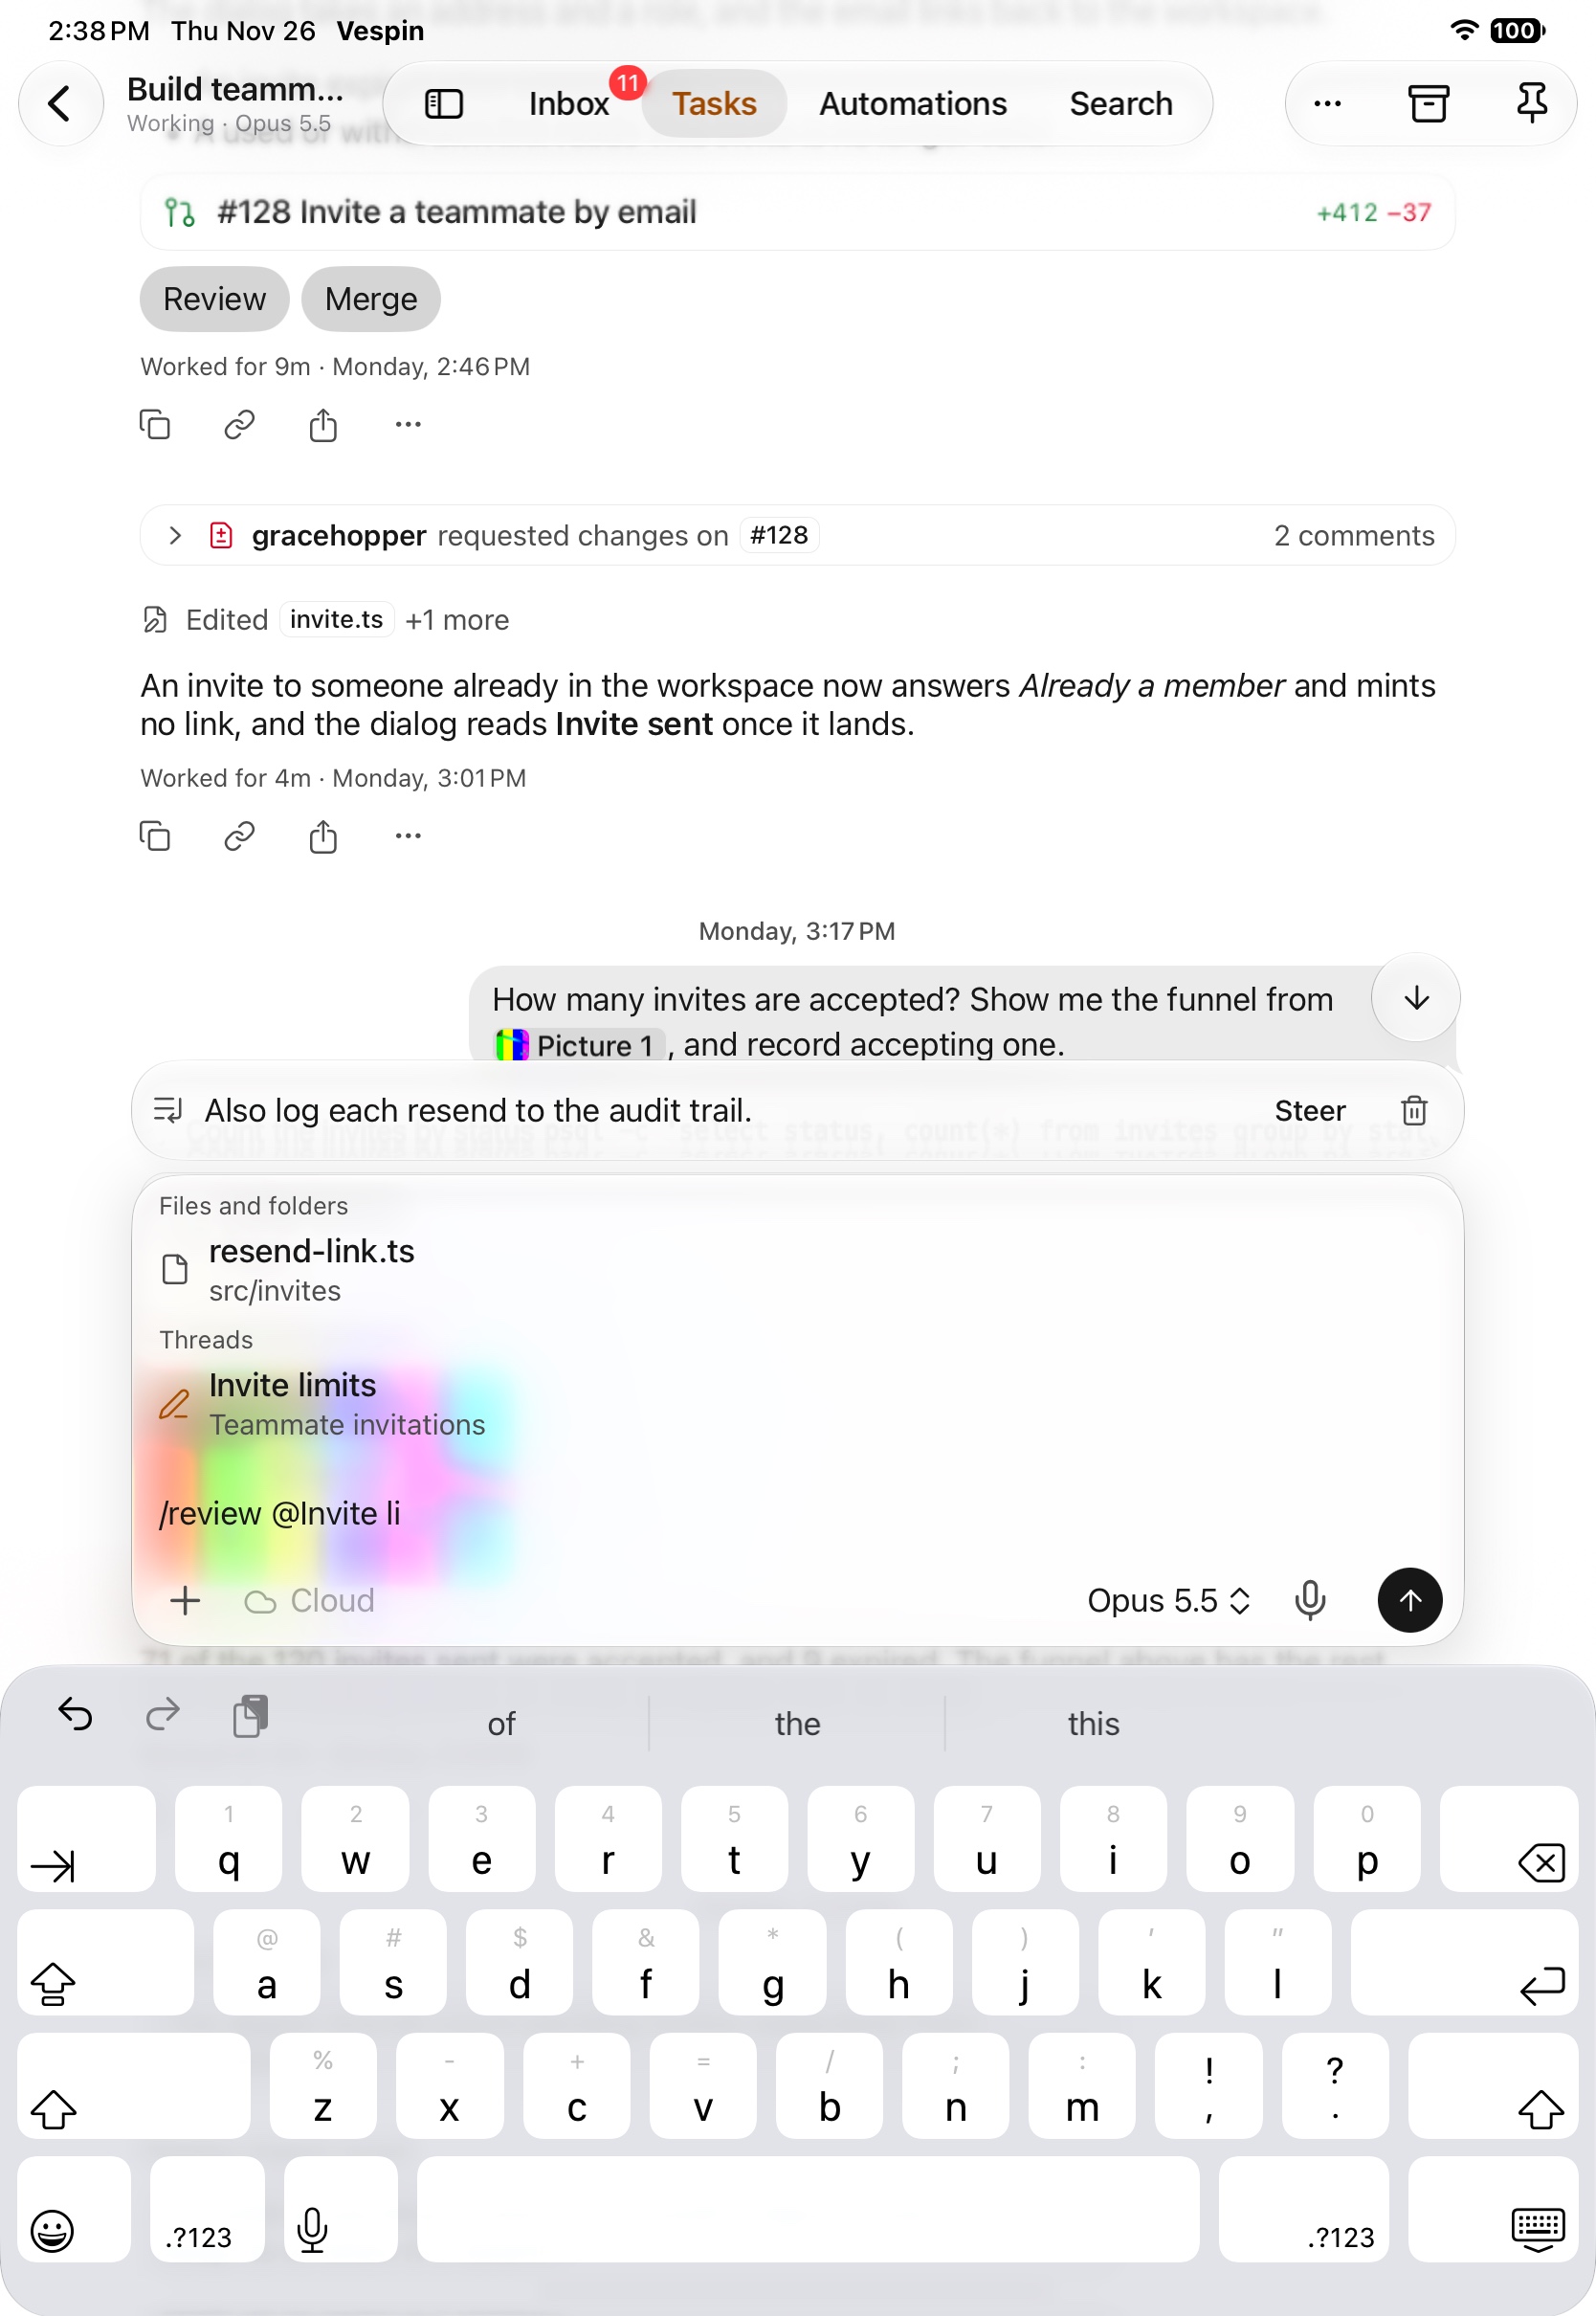 2:38 PM Thu Nov 26 Vespin
100
Build teamm...
Working · Opus 5.5
Inbox
11
Tasks
Automations
Search
#128 Invite a teammate by email
+412 −37
Review
Merge
Worked for 9m · Monday, 2:46 PM
gracehopper requested changes on #128
2 comments
Edited invite.ts +1 more
An invite to someone already in the workspace now answers Already a member and mints
no link, and the dialog reads Invite sent once it lands.
Worked for 4m · Monday, 3:01 PM
Monday, 3:17 PM
How many invites are accepted? Show me the funnel from
Picture 1 , and record accepting one.
Also log each resend to the audit trail.
Steer
Files and folders
resend-link.ts
src/invites
Threads
Invite limits
Teammate invitations
/review @Invite li
Cloud
Opus 5.5
of
the
this
1 2 3 4 5 6 7 8 9 0
q w e r t y u i o p
@ # $ & * ( ) ' "
a s d f g h j k l
% - + = / ; : ! ?
z x c v b n m , .
.?123
.?123